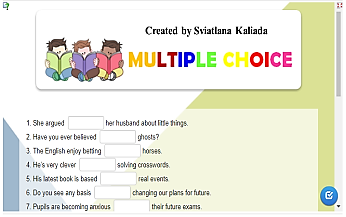 Created by Sviatlana Kaliada
MULTIPLE CHOICE
1. She argued her husband about little things.
2. Have you ever believed ghosts?
3. The English enjoy betting horses.
4. He's very clever solving crosswords.
5. His latest book is based real events.
6. Do you see any basis changing our plans for future.
7. Pupils are becoming anxious their future exams.